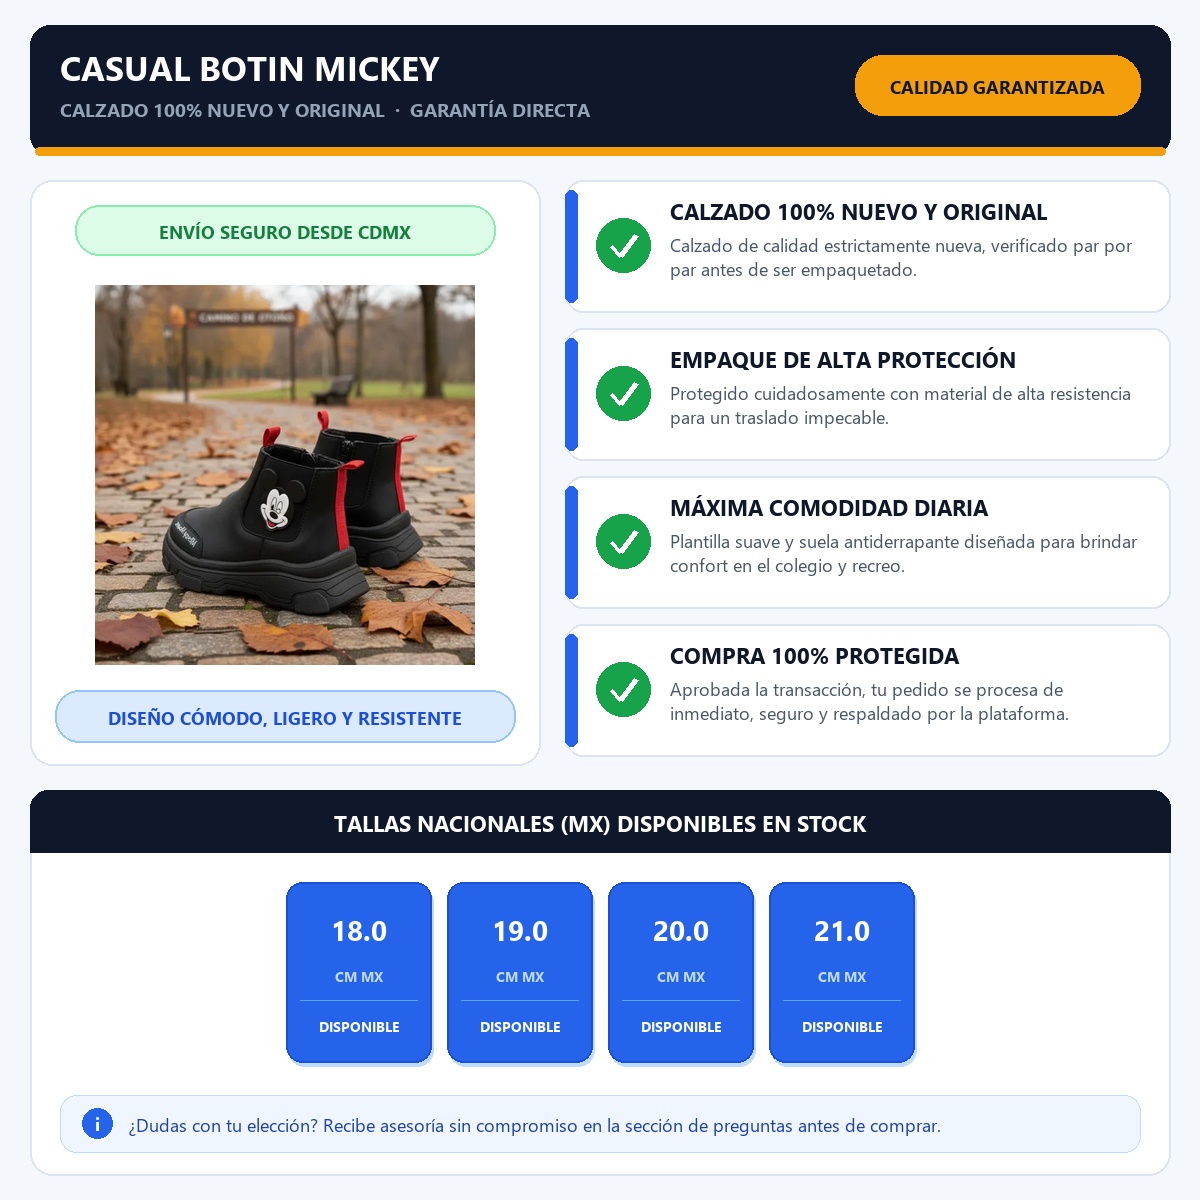 CASUAL BOTIN MICKEY
CALZADO 100% NUEVO Y ORIGINAL · GARANTÍA DIRECTA
CALIDAD GARANTIZADA
ENVÍO SEGURO DESDE CDMX
CAMINO DE OTOÑO
DISEÑO CÓMODO, LIGERO Y RESISTENTE
CALZADO 100% NUEVO Y ORIGINAL
Calzado de calidad estrictamente nueva, verificado par por
par antes de ser empaquetado.
EMPAQUE DE ALTA PROTECCIÓN
Protegido cuidadosamente con material de alta resistencia
para un traslado impecable.
MÁXIMA COMODIDAD DIARIA
Plantilla suave y suela antiderrapante diseñada para brindar
confort en el colegio y recreo.
COMPRA 100% PROTEGIDA
Aprobada la transacción, tu pedido se procesa de
inmediato, seguro y respaldado por la plataforma.
TALLAS NACIONALES (MX) DISPONIBLES EN STOCK
18.0
CM MX
DISPONIBLE
19.0
CM MX
DISPONIBLE
20.0
CM MX
DISPONIBLE
21.0
CM MX
DISPONIBLE
i
¿Dudas con tu elección? Recibe asesoría sin compromiso en la sección de preguntas antes de comprar.